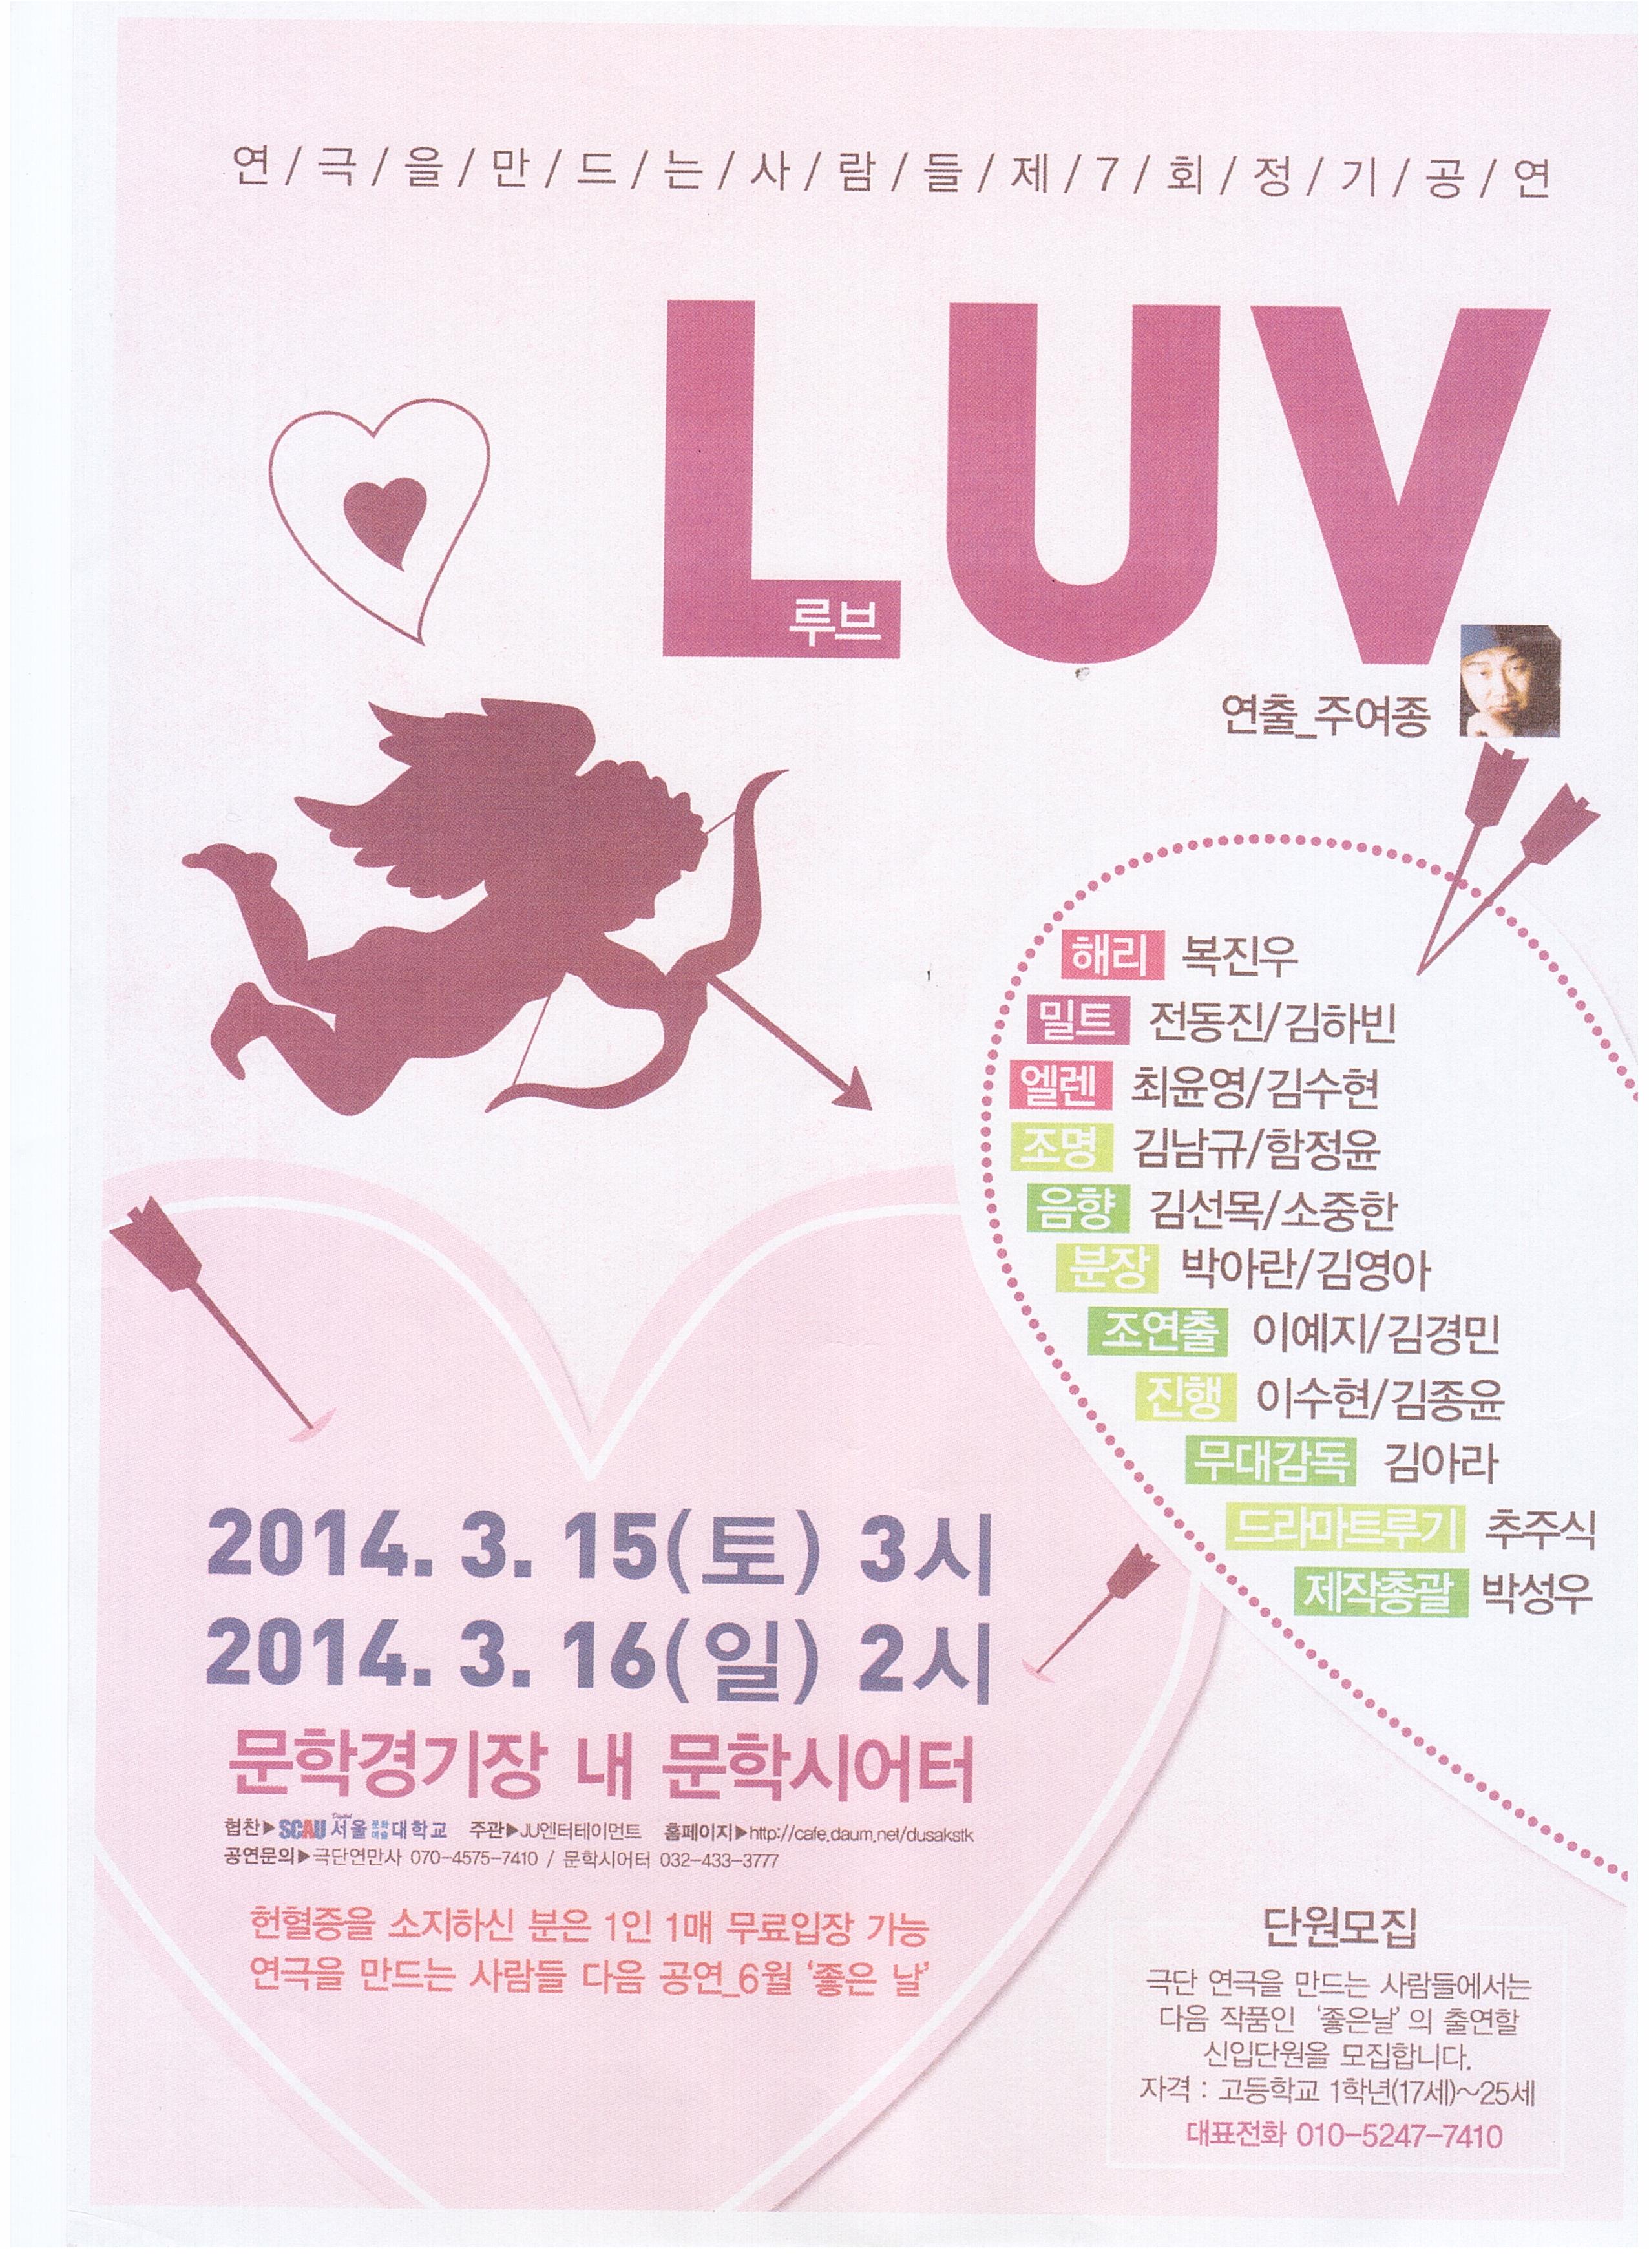 연/극/을/만/드/는/사/람/들/제/7/회/정/기/공/연
LUV
루브
연출_주여종
해리 복진우
밀트 전동진/김하빈
엘렌 최윤영/김수현
조명 김남규/함정윤
음향 김선목/소중한
분장 박아란/김영아
조연출 이예지/김경민
진행 이수현/김종윤
무대감독 김아라
드라마트루기 추주식
제작총괄 박성우
2014. 3. 15(토) 3시
2014. 3. 16(일) 2시
문학경기장 내 문학시어터
협찬▶SCAU 서울문화예술대학교 주관▶JU엔터테이먼트 홈페이지▶http://cafe.daum.net/dusakstk
Digital
공연문의▶극단연만사 070-4575-7410 / 문학시어터 032-433-3777
헌혈증을 소지하신 분은 1인 1매 무료입장 가능
연극을 만드는 사람들 다음 공연_6월 '좋은 날'
단원모집
극단 연극을 만드는 사람들에서는
다음 작품인 '좋은날' 의 출연할
신입단원을 모집합니다.
자격 : 고등학교 1학년(17세)~25세
대표전화 010-5247-7410